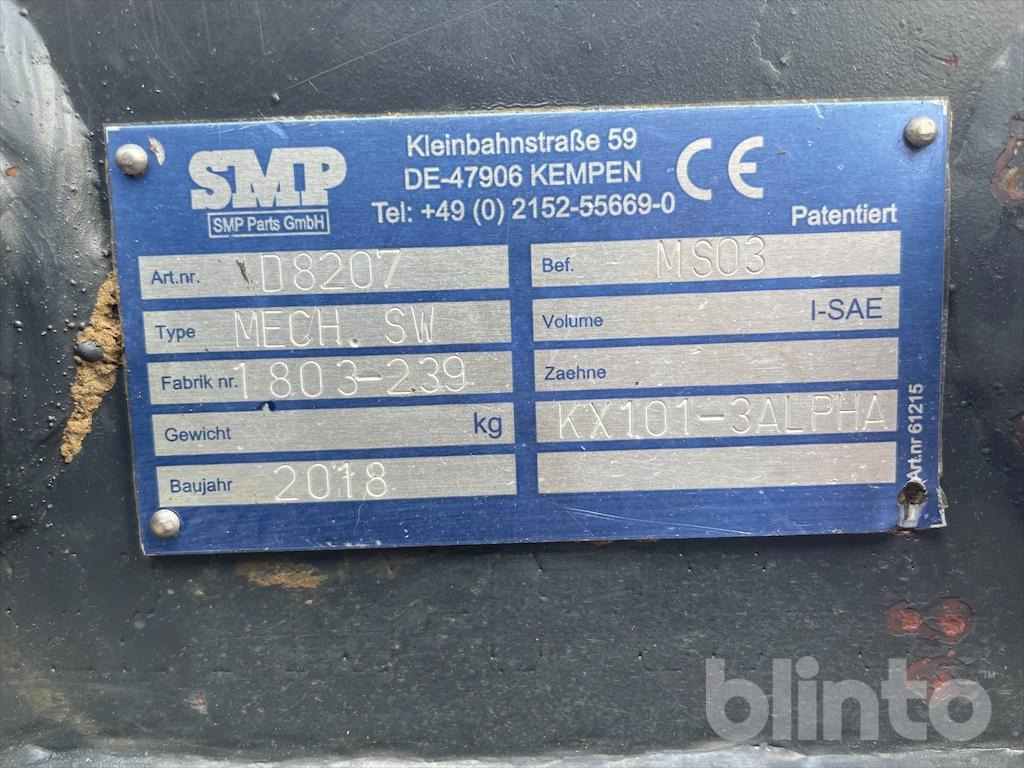 SMP
SMP Parts GmbH
Kleinbahnstraße 59
DE-47906 KEMPEN
Tel: +49 (0) 2152-55669-0
CE
Patentiert
Art.nr. D8207
Type MECH. SW
Fabrik nr. 1803-239
Gewicht kg
Baujahr 2018
Bef. MS03
Volume I-SAE
Zaehne
KX101-3ALPHA
Art.nr 61215
blinto™